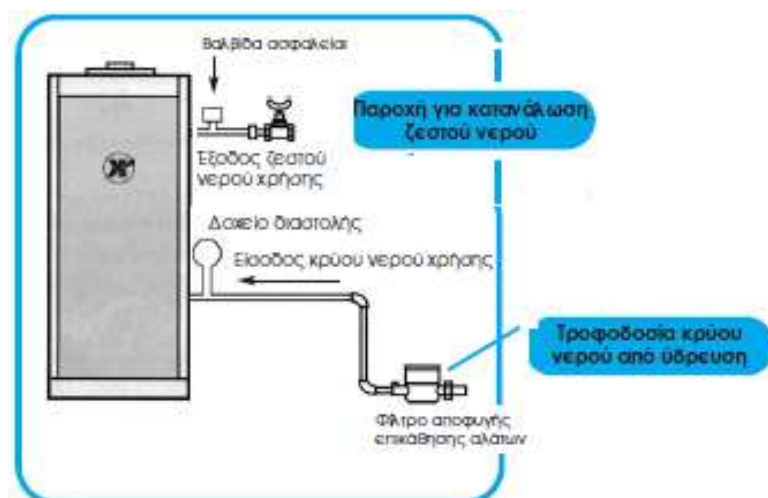 Βαλβίδα ασφαλείαι
Παροχή για κατανάλωση
ζεστού νερού
Έξοδος ζεστού
νερού χρήσης
Δοχείο διαστολής
Είσοδος κρύου νερού χρήσης
Τροφοδοσία κρύου
νερού από ύδρευση
Φίλτρο αποφυγής
επικάθησης αλάτων